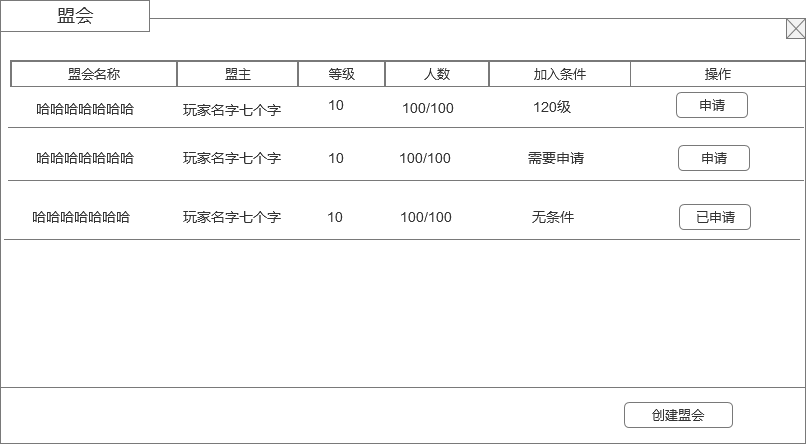 盟会
盟会名称 盟主 等级 人数 加入条件 操作
哈哈哈哈哈哈哈 玩家名字七个字 10 100/100 120级 申请
哈哈哈哈哈哈哈 玩家名字七个字 10 100/100 需要申请 申请
哈哈哈哈哈哈哈 玩家名字七个字 10 100/100 无条件 已申请
创建盟会